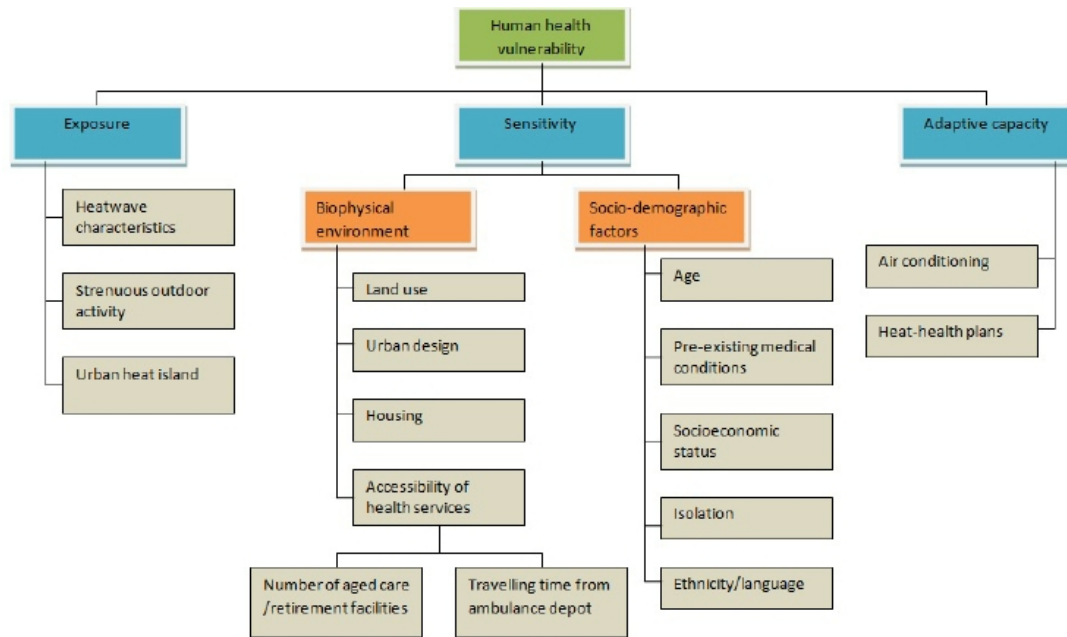 Human health
vulnerability
Exposure
Sensitivity
Adaptive capacity
Heatwave
characteristics
Strenuous outdoor
activity
Urban heat island
Biophysical
environment
Land use
Urban design
Housing
Accessibility of
health services
Number of aged care
/retirement facilities
Travelling time from
ambulance depot
Socio-demographic
factors
Age
Pre-existing medical
conditions
Socioeconomic
status
Isolation
Ethnicity/language
Air conditioning
Heat-health plans